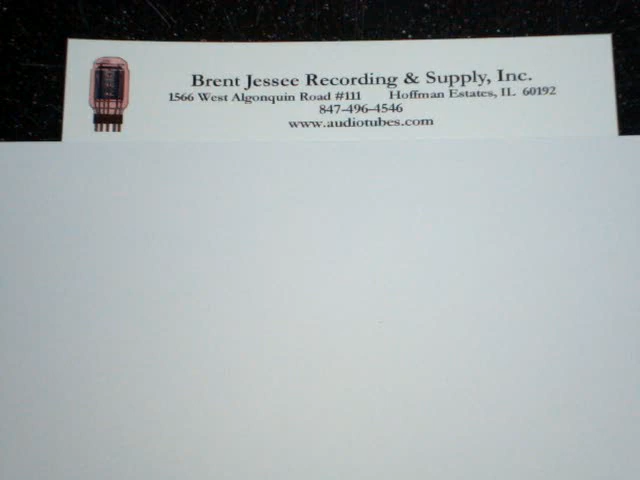 Brent Jessee Recording & Supply, Inc.
1566 West Algonquin Road #111 Hoffman Estates, IL 60192
847-496-4546
www.audiotubes.com